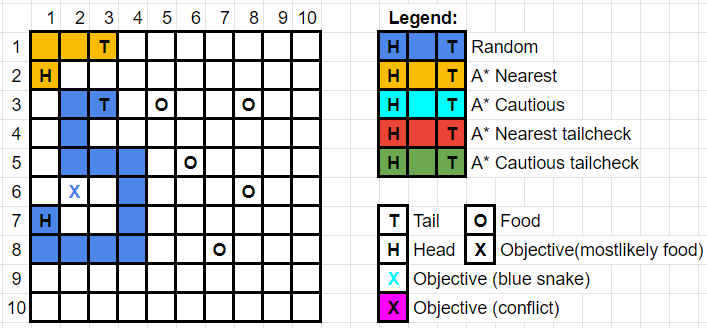 1 2 3 4 5 6 7 8 9 10 Legend:
1 T H T Random
2 H H T A* Nearest
3 T O O H T A* Cautious
4 H T A* Nearest tailcheck
5 O H T A* Cautious tailcheck
6 X O
7 H T Tail O Food
8 O H Head X Objective(mostlikely food)
9 X Objective (blue snake)
10 X Objective (conflict)